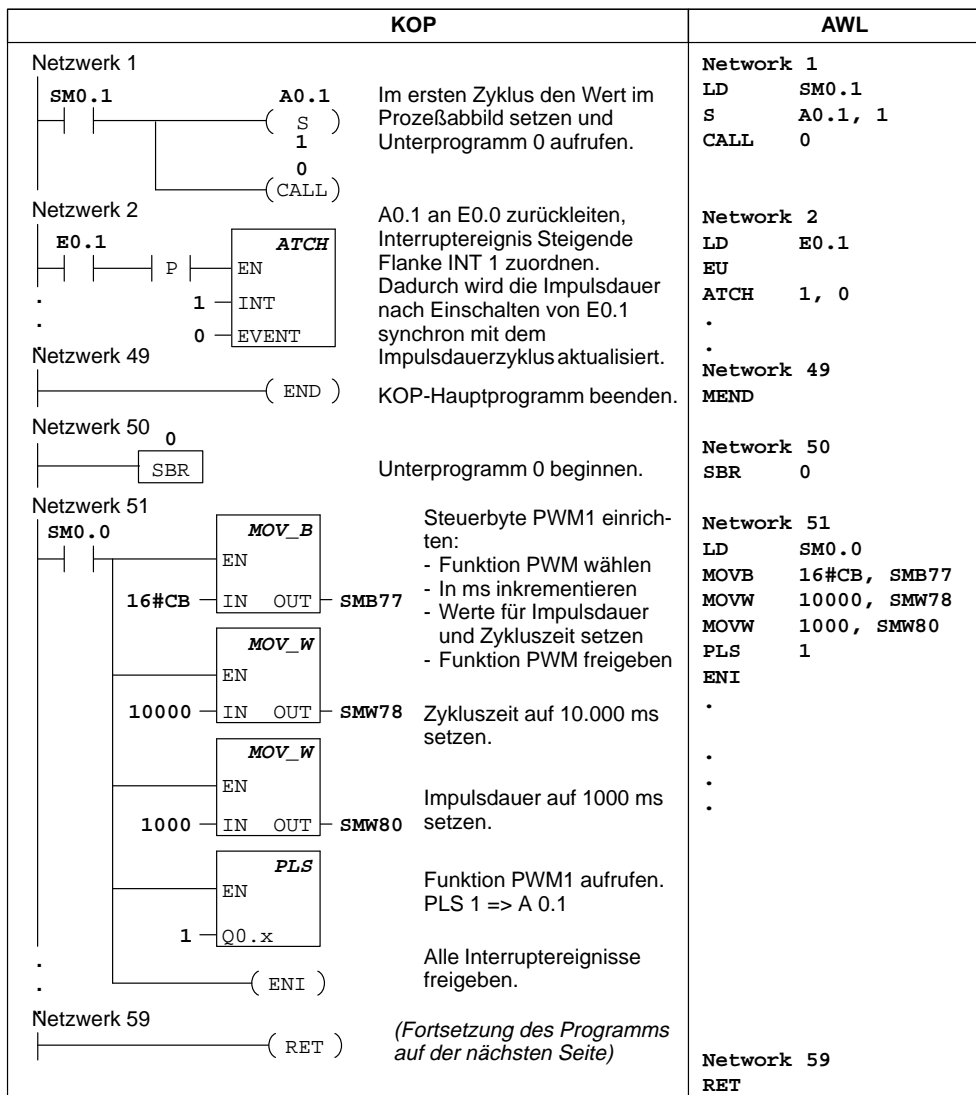 KOP
Netzwerk 1
SM0.1
A0.1
S
1
0
CALL
Im ersten Zyklus den Wert im
Prozeßabbild setzen und
Unterprogramm 0 aufrufen.
Netzwerk 2
E0.1
P
ATCH
EN
1
INT
0
EVENT
A0.1 an E0.0 zurückleiten,
Interruptereignis Steigende
Flanke INT 1 zuordnen.
Dadurch wird die Impulsdauer
nach Einschalten von E0.1
synchron mit dem
Impulsdauerzyklus aktualisiert.
.
.
.
Netzwerk 49
END
KOP-Hauptprogramm beenden.
Netzwerk 50
0
SBR
Unterprogramm 0 beginnen.
Netzwerk 51
SM0.0
MOV_B
EN
16#CB
IN OUT
SMB77
Steuerbyte PWM1 einrich-
ten:
- Funktion PWM wählen
- In ms inkrementieren
- Werte für Impulsdauer
und Zykluszeit setzen
- Funktion PWM freigeben
MOV_W
EN
10000
IN OUT
SMW78
Zykluszeit auf 10.000 ms
setzen.
MOV_W
EN
1000
IN OUT
SMW80
Impulsdauer auf 1000 ms
setzen.
PLS
EN
1
Q0.x
Funktion PWM1 aufrufen.
PLS 1 => A 0.1
ENI
Alle Interruptereignisse
freigeben.
.
.
.
Netzwerk 59
RET
(Fortsetzung des Programms
auf der nächsten Seite)
AWL
Network 1
LD SM0.1
S A0.1, 1
CALL 0
Network 2
LD E0.1
EU
ATCH 1, 0
.
.
Network 49
MEND
Network 50
SBR 0
Network 51
LD SM0.0
MOVB 16#CB, SMB77
MOVW 10000, SMW78
MOVW 1000, SMW80
PLS 1
ENI
.
.
.
.
Network 59
RET